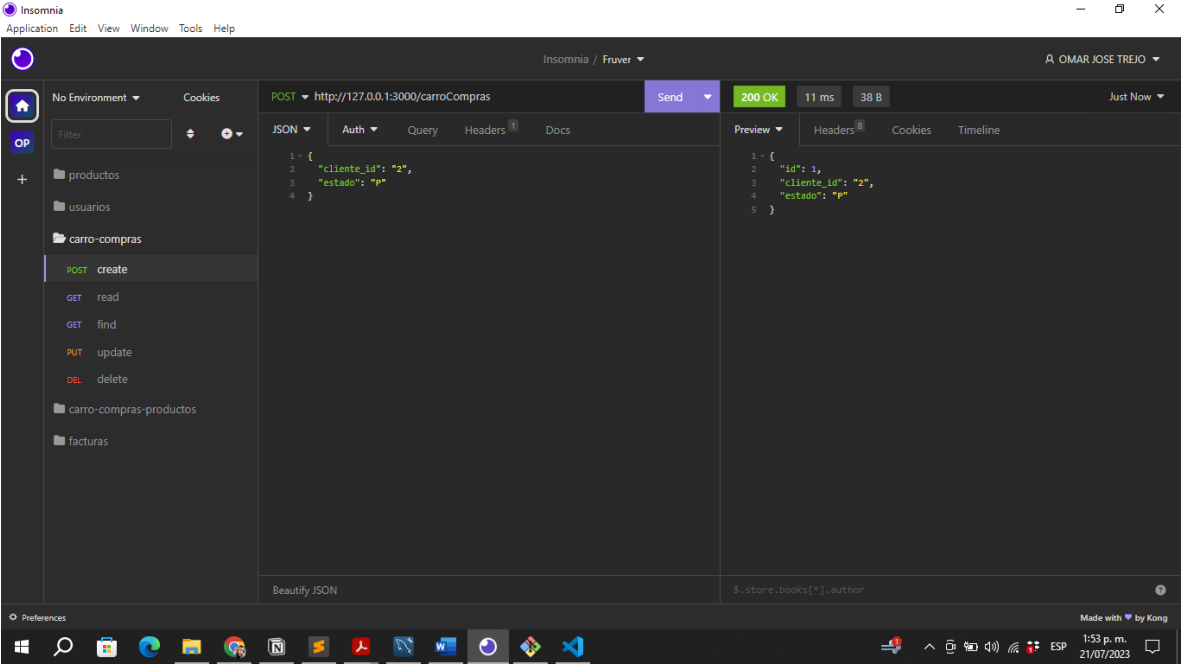 Insomnia
Application Edit View Window Tools Help
Insomnia / Fruver
OMAR JOSE TREJO
No Environment
Cookies
Filter
OP
productos
usuarios
carro-compras
POST create
GET read
GET find
PUT update
DEL delete
carro-compras-productos
facturas
POST http://127.0.0.1:3000/carroCompras
Send
JSON Auth Query Headers 1 Docs
1 {
2 "cliente_id": "2",
3 "estado": "P"
4 }
Beautify JSON
200 OK 11 ms 38 B Just Now
Preview Headers 8 Cookies Timeline
1 {
2 "id": 1,
3 "cliente_id": "2",
4 "estado": "P"
5 }
$.store.books[*].author
Preferences
Made with by Kong
ESP
1:53 p. m.
21/07/2023